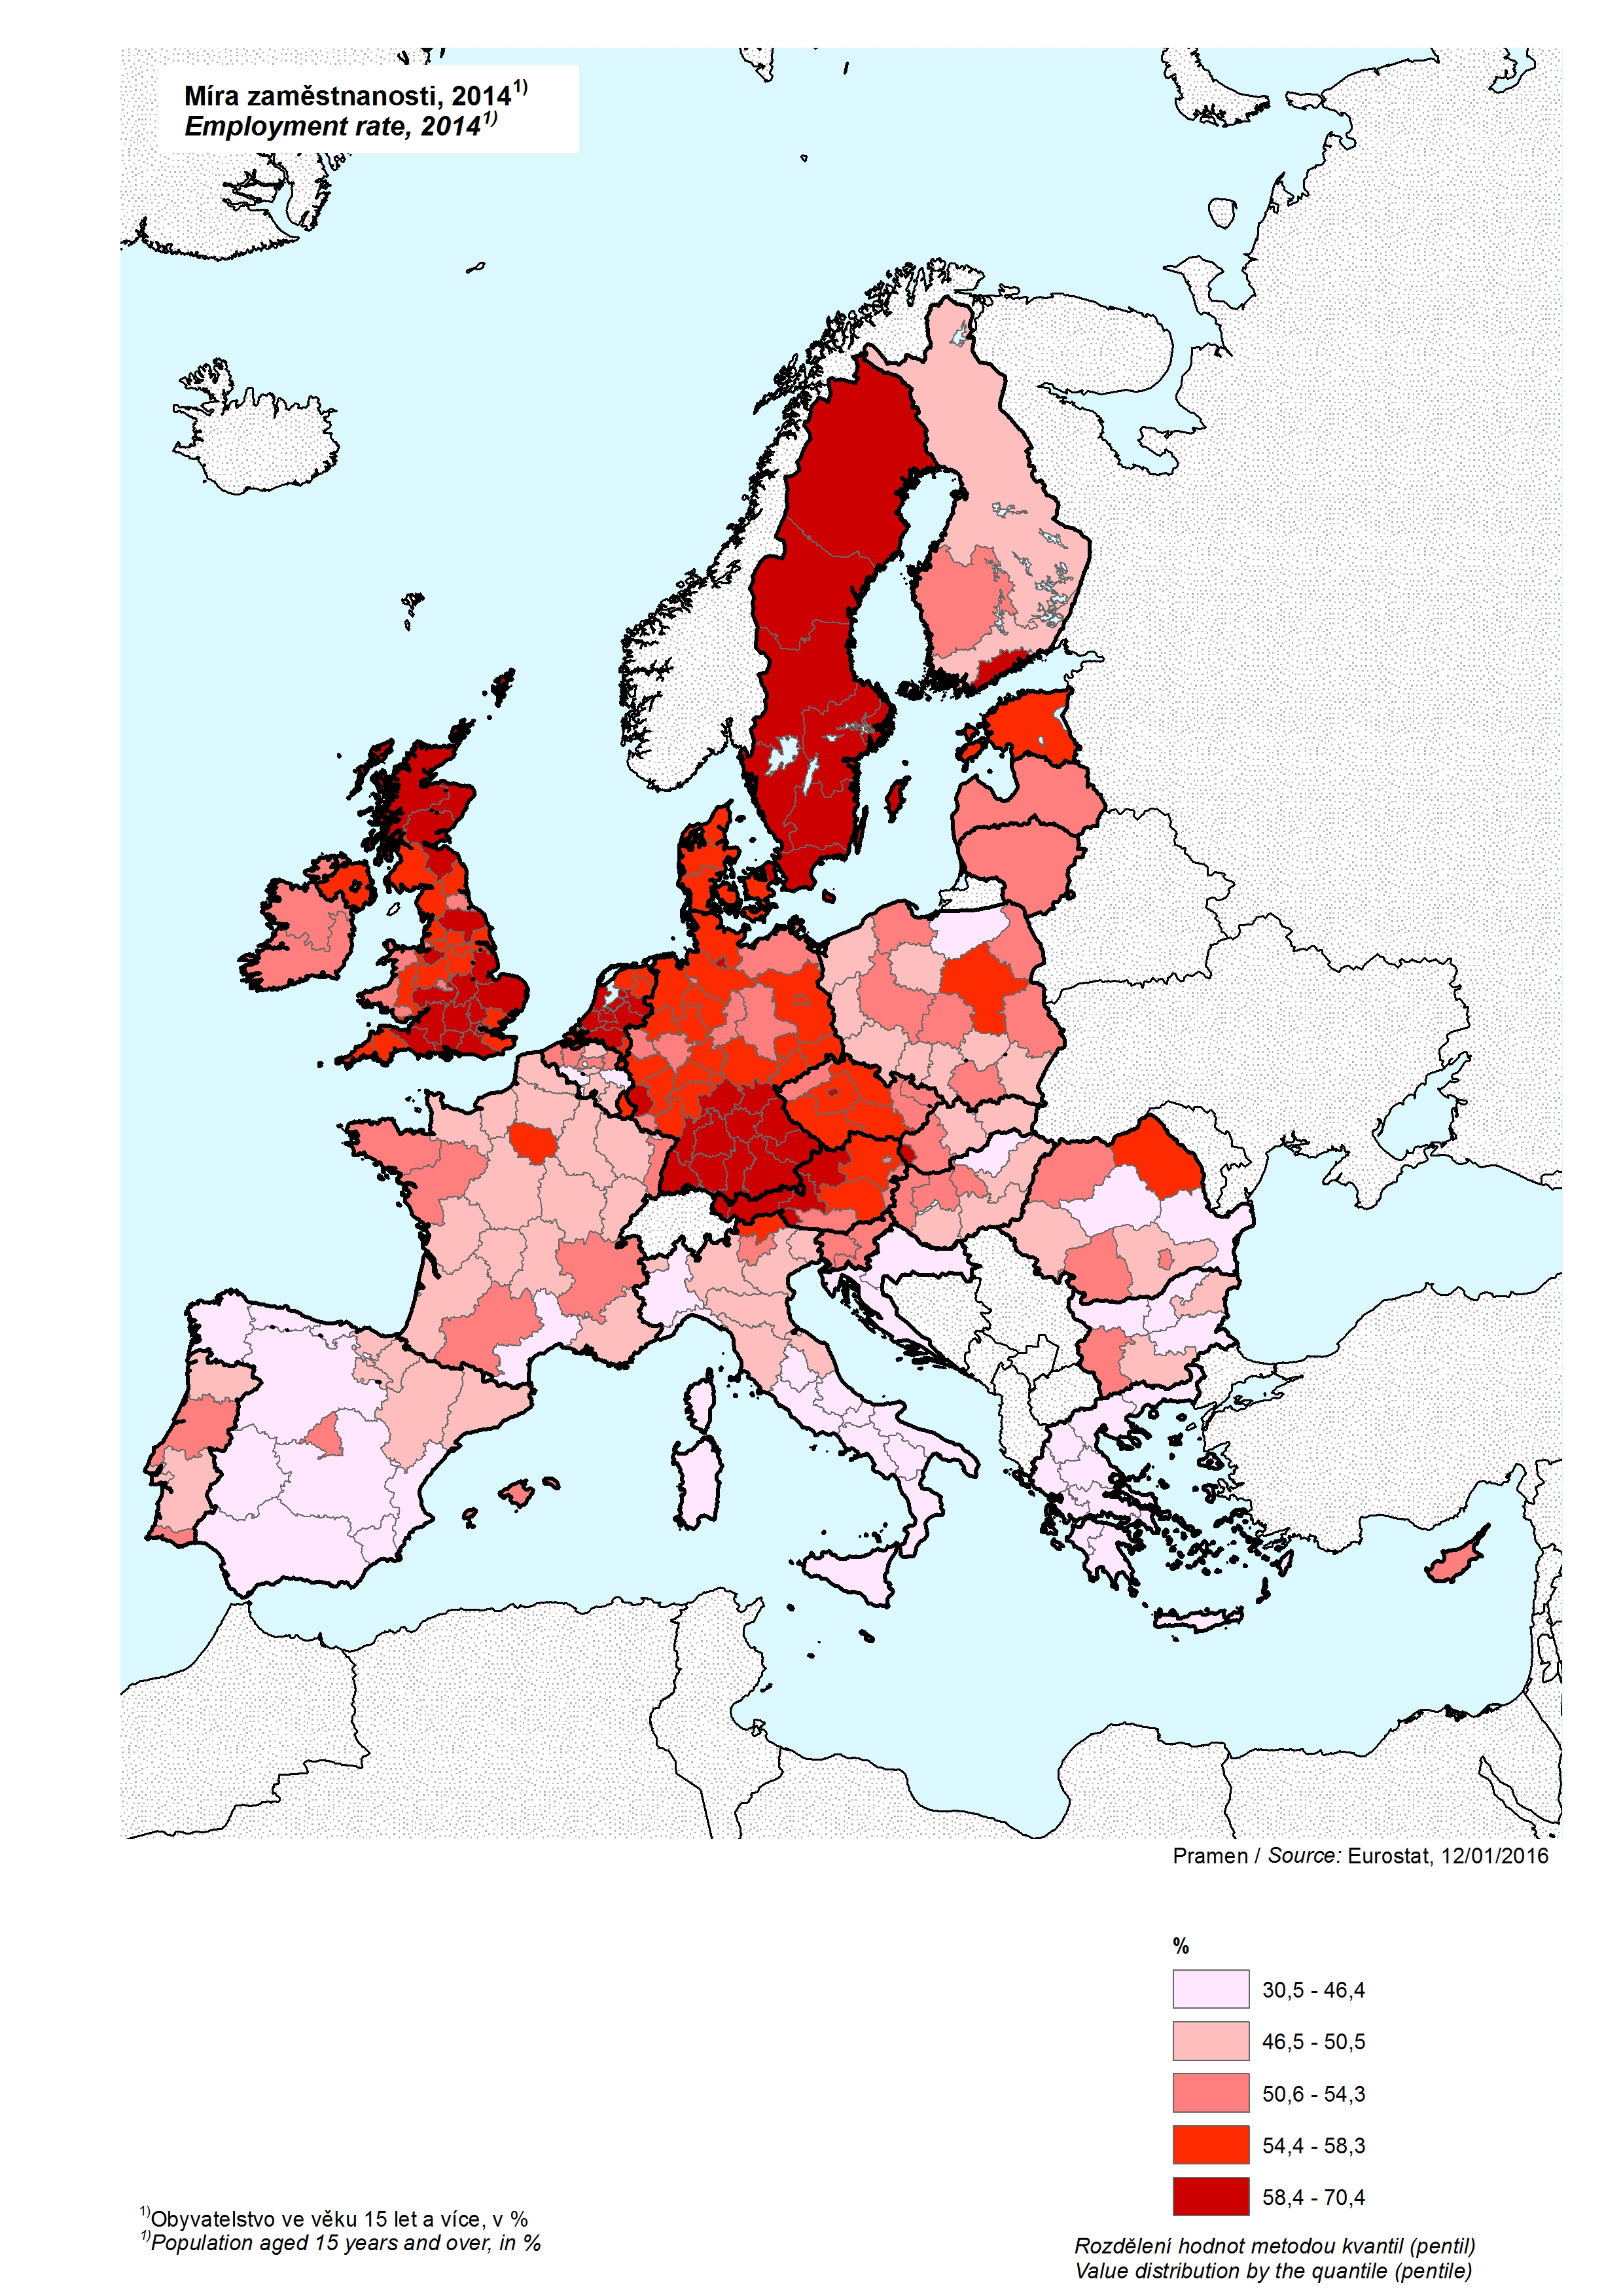 Míra zaměstnanosti, 2014¹⁾
Employment rate, 2014¹⁾
Pramen / Source: Eurostat, 12/01/2016
%
30,5 - 46,4
46,5 - 50,5
50,6 - 54,3
54,4 - 58,3
58,4 - 70,4
¹⁾Obyvatelstvo ve věku 15 let a více, v %
¹⁾Population aged 15 years and over, in %
Rozdělení hodnot metodou kvantil (pentil)
Value distribution by the quantile (pentile)